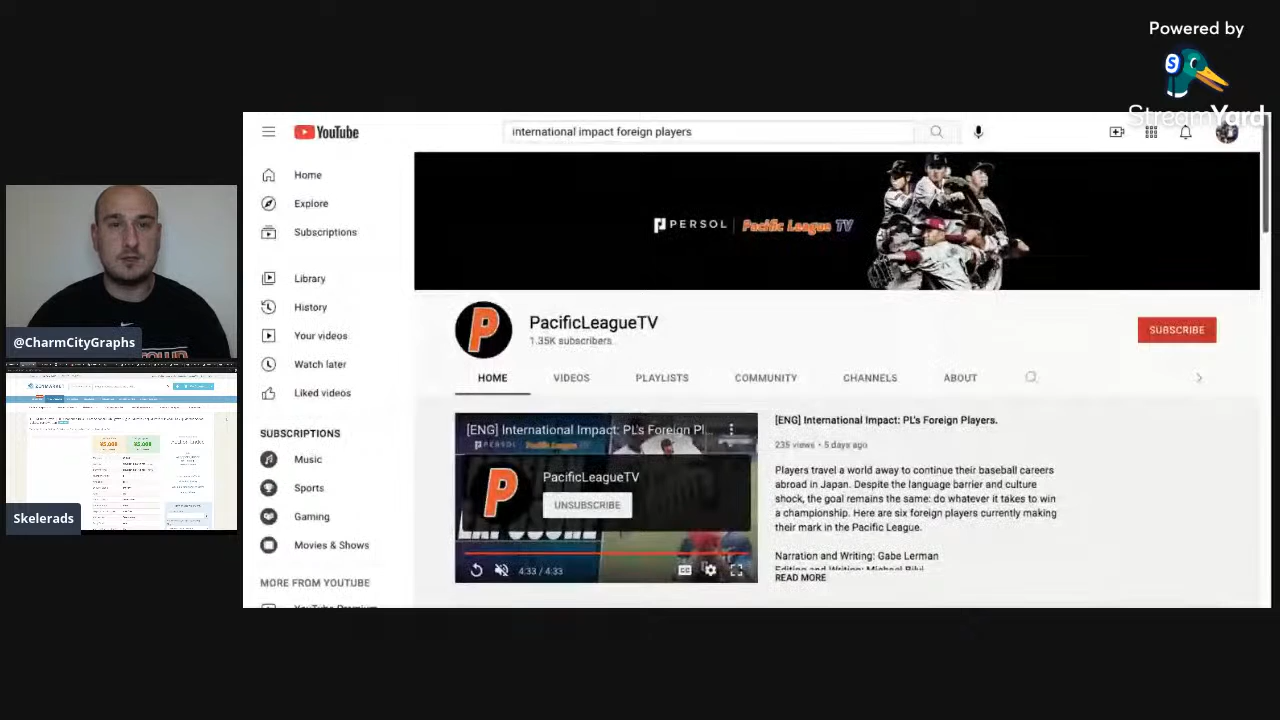 Powered by
S
StreamYard
YouTube
international impact foreign players
Home
Explore
Subscriptions
Library
History
Your videos
Watch later
Liked videos
SUBSCRIPTIONS
Music
Sports
Gaming
Movies & Shows
MORE FROM YOUTUBE
YouTube Premium
PERSOL | Pacific League TV
PacificLeagueTV
1.35K subscribers
SUBSCRIBE
HOME
VIDEOS
PLAYLISTS
COMMUNITY
CHANNELS
ABOUT
[ENG] International Impact: PL's Foreign Pl...
PERSOL Pacific League TV
PacificLeagueTV
UNSUBSCRIBE
4:33 / 4:33
[ENG] International Impact: PL's Foreign Players.
235 views • 5 days ago
Players travel a world away to continue their baseball careers
abroad in Japan. Despite the language barrier and culture
shock, the goal remains the same: do whatever it takes to win
a championship. Here are six foreign players currently making
their mark in the Pacific League.
Narration and Writing: Gabe Lerman
READ MORE
@CharmCityGraphs
Skelerads